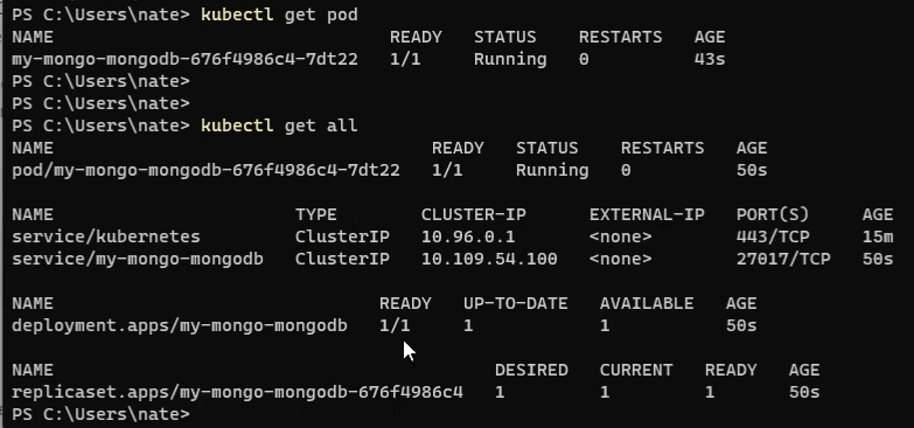 PS C:\Users\nate> kubectl get pod
NAME READY STATUS RESTARTS AGE
my-mongo-mongodb-676f4986c4-7dt22 1/1 Running 0 43s
PS C:\Users\nate>
PS C:\Users\nate>
PS C:\Users\nate> kubectl get all
NAME READY STATUS RESTARTS AGE
pod/my-mongo-mongodb-676f4986c4-7dt22 1/1 Running 0 50s
NAME TYPE CLUSTER-IP EXTERNAL-IP PORT(S) AGE
service/kubernetes ClusterIP 10.96.0.1 <none> 443/TCP 15m
service/my-mongo-mongodb ClusterIP 10.109.54.100 <none> 27017/TCP 50s
NAME READY UP-TO-DATE AVAILABLE AGE
deployment.apps/my-mongo-mongodb 1/1 1 1 50s
NAME DESIRED CURRENT READY AGE
replicaset.apps/my-mongo-mongodb-676f4986c4 1 1 1 50s
PS C:\Users\nate>